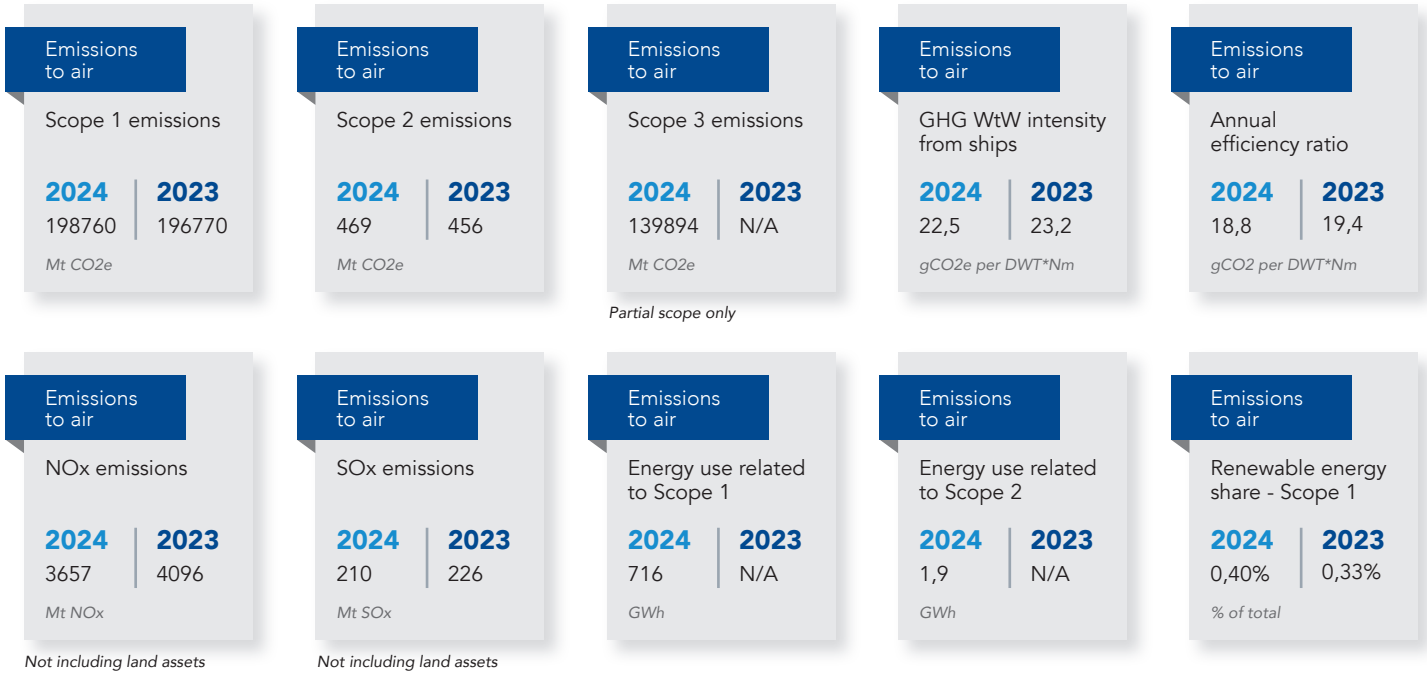 Emissions
to air
Scope 1 emissions
2024 2023
198760 196770
Mt CO2e
Emissions
to air
Scope 2 emissions
2024 2023
469 456
Mt CO2e
Emissions
to air
Scope 3 emissions
2024 2023
139894 N/A
Mt CO2e
Partial scope only
Emissions
to air
GHG WtW intensity
from ships
2024 2023
22,5 23,2
gCO2e per DWT*Nm
Emissions
to air
Annual
efficiency ratio
2024 2023
18,8 19,4
gCO2 per DWT*Nm
Emissions
to air
NOx emissions
2024 2023
3657 4096
Mt NOx
Not including land assets
Emissions
to air
SOx emissions
2024 2023
210 226
Mt SOx
Not including land assets
Emissions
to air
Energy use related
to Scope 1
2024 2023
716 N/A
GWh
Emissions
to air
Energy use related
to Scope 2
2024 2023
1,9 N/A
GWh
Emissions
to air
Renewable energy
share - Scope 1
2024 2023
0,40% 0,33%
% of total